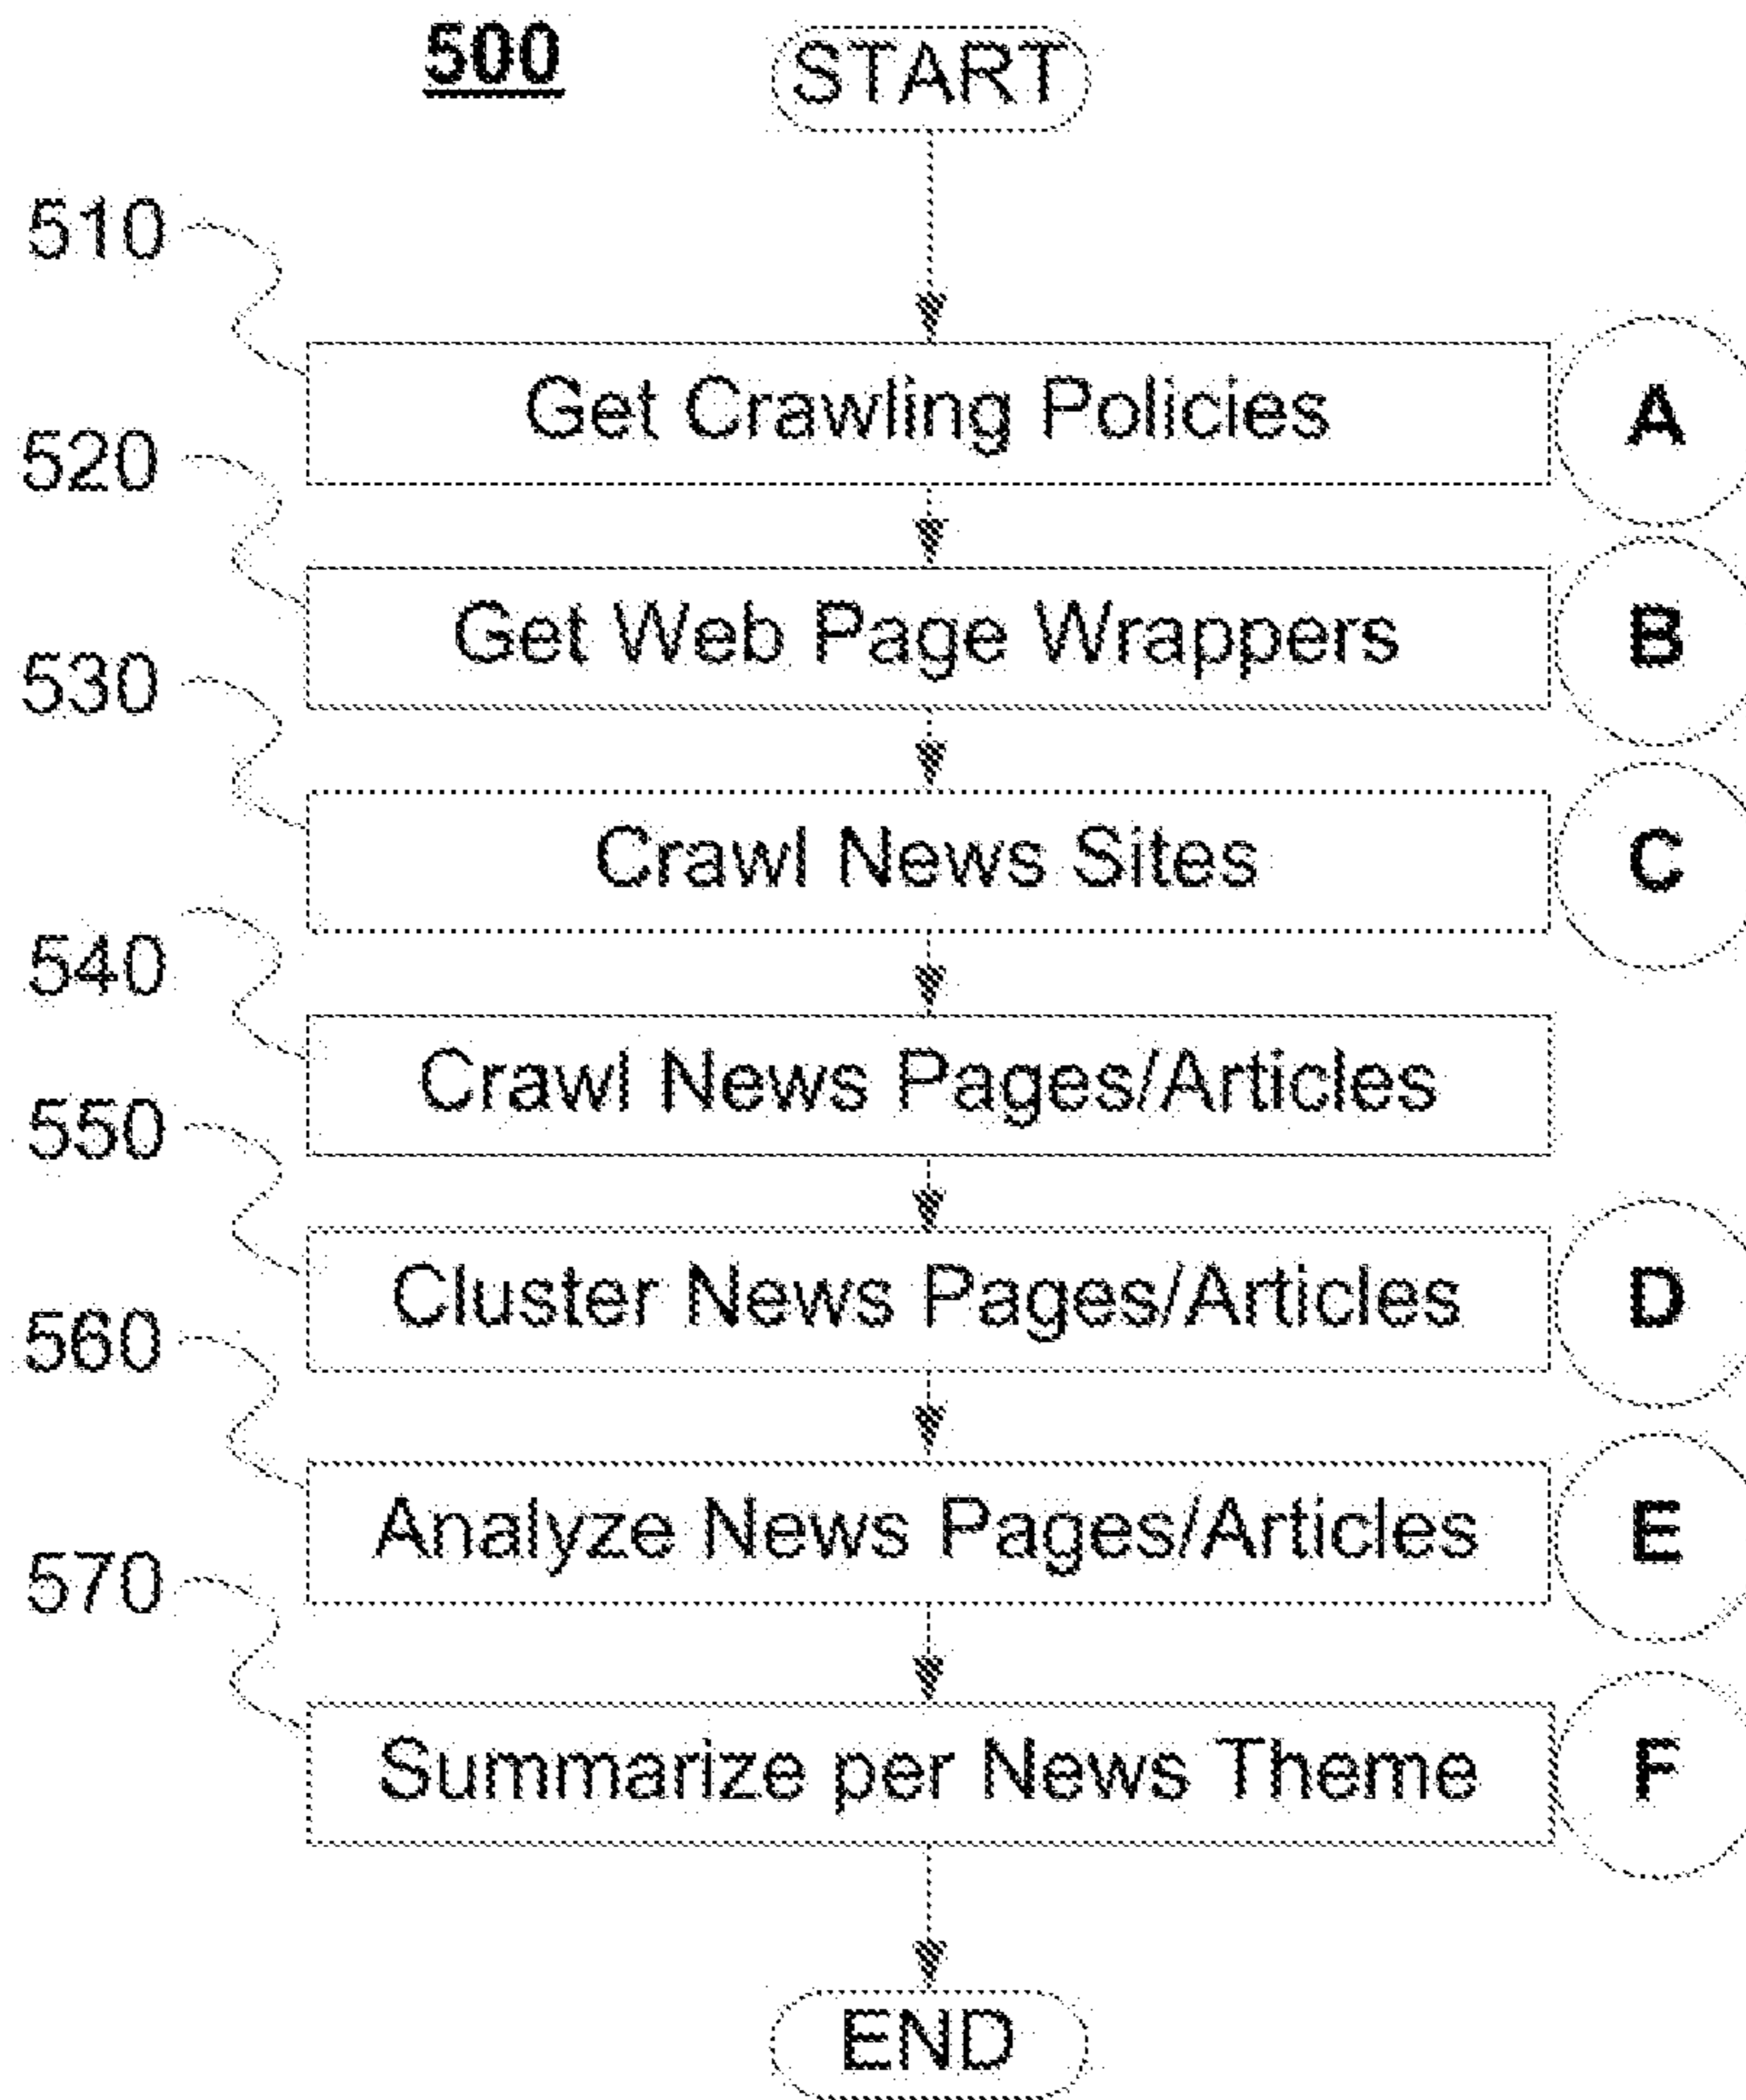 500
START
510
Get Crawling Policies
A
520
Get Web Page Wrappers
B
530
Crawl News Sites
C
540
Crawl News Pages/Articles
550
Cluster News Pages/Articles
D
560
Analyze News Pages/Articles
E
570
Summarize per News Theme
F
END